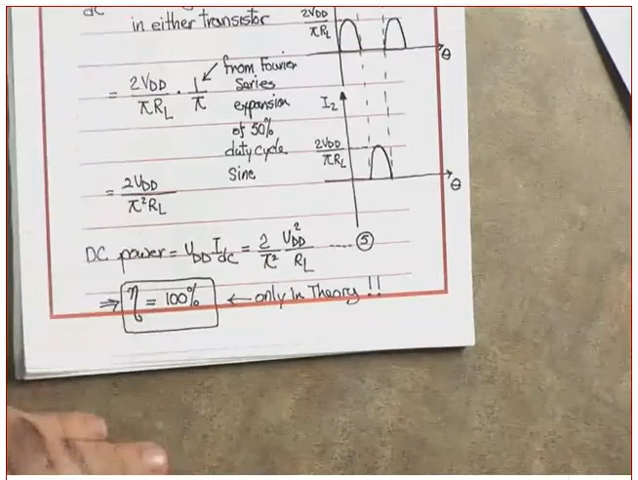 dc
in either transistor
= 2VDD / πRL · 1/π
from Fourier
Series
expansion
of 50%
duty cycle
Sine
= 2VDD / π²RL
DC power = VDD Idc = 2/π² VDD²/RL ---- ⑤
⇒ η = 100% ← only in Theory !!
2VDD / πRL
θ
I2
2VDD / πRL
θ